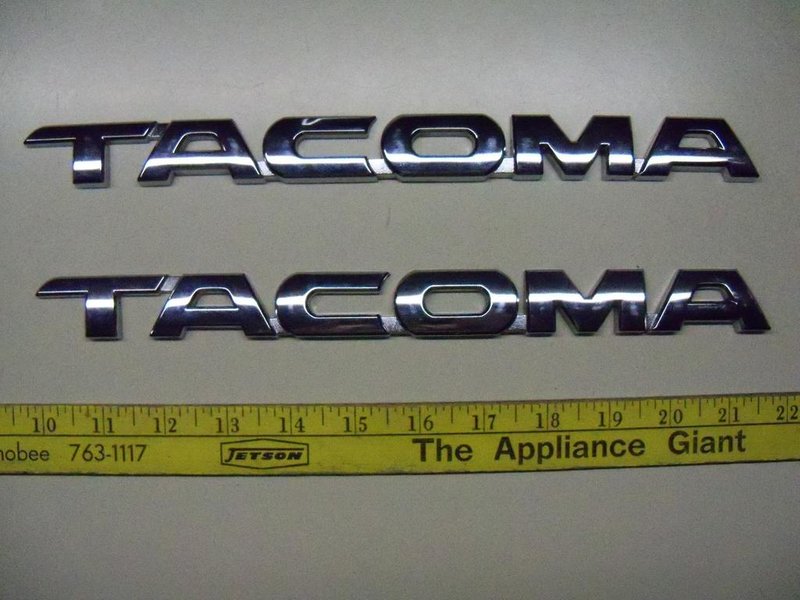 TACOMA
TACOMA
10 11 12 13 14 15 16 17 18 19 20 21 22
763-1117 JETSON The Appliance Giant